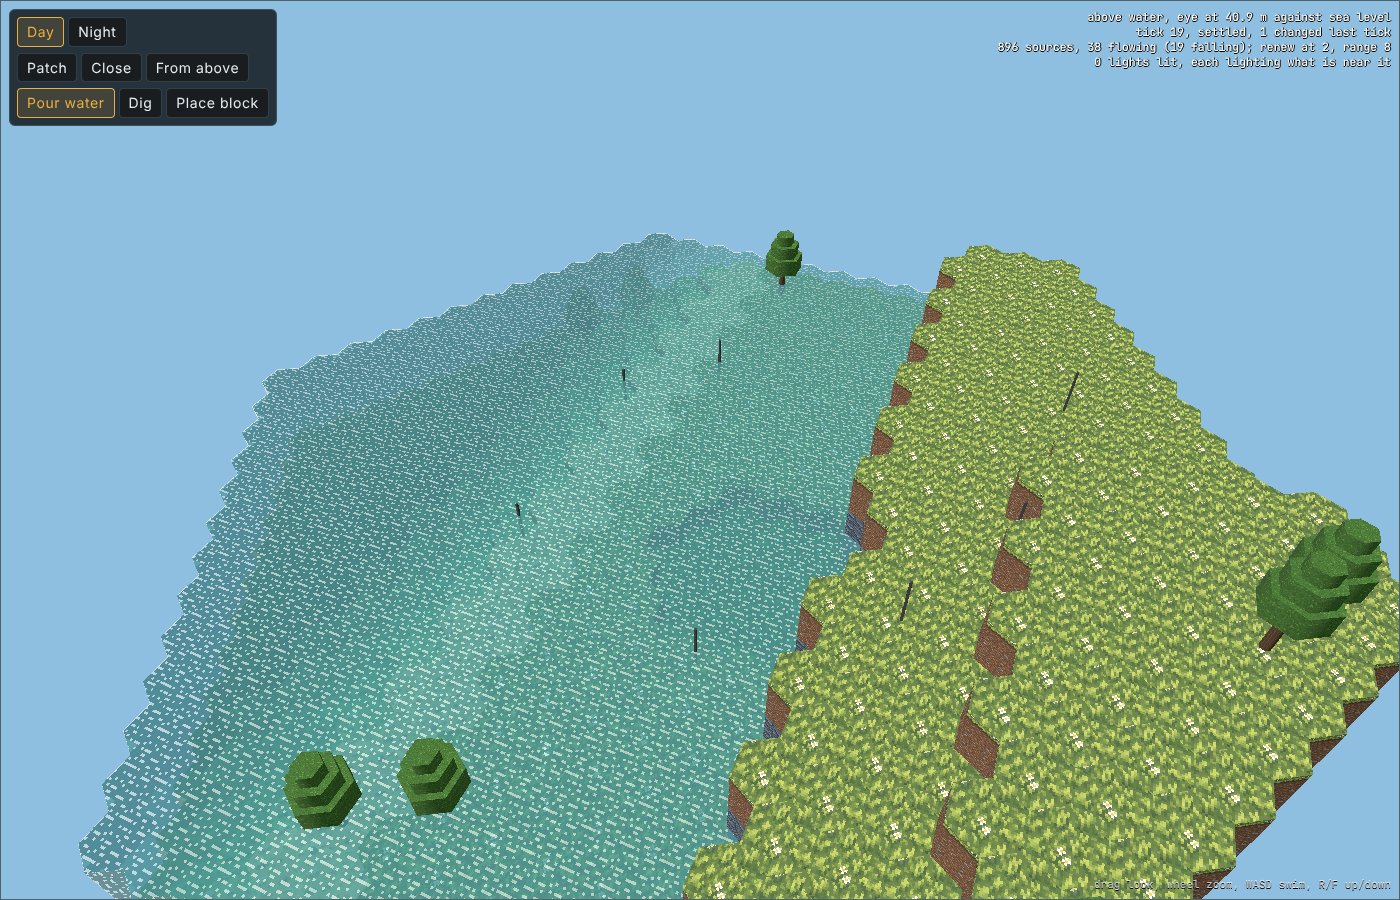 Day Night
Patch Close From above
Pour water Dig Place block
above water, eye at 40.9 m against sea level
tick 19, settled, 1 changed last tick
896 sources, 38 flowing (19 falling); renew at 2, range 8
0 lights lit, each lighting what is near it
drag look, wheel zoom, WASD swim, R/F up/down